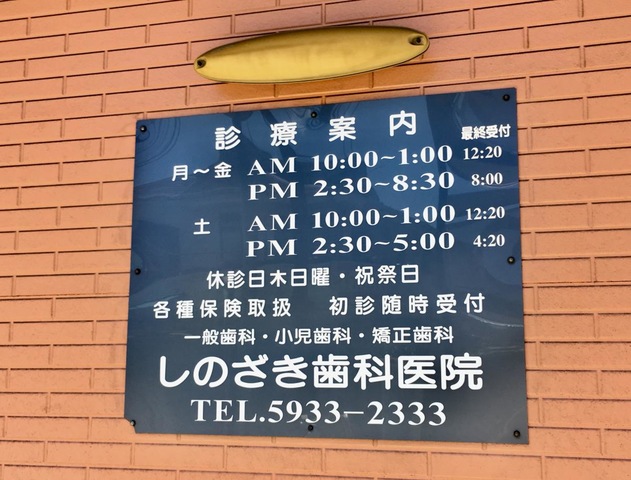 診療案内 最終受付
月～金 AM 10:00~1:00 12:20
PM 2:30~8:30 8:00
土 AM 10:00~1:00 12:20
PM 2:30~5:00 4:20
休診日木日曜・祝祭日
各種保険取扱 初診随時受付
一般歯科・小児歯科・矯正歯科
しのざき歯科医院
TEL.5933-2333